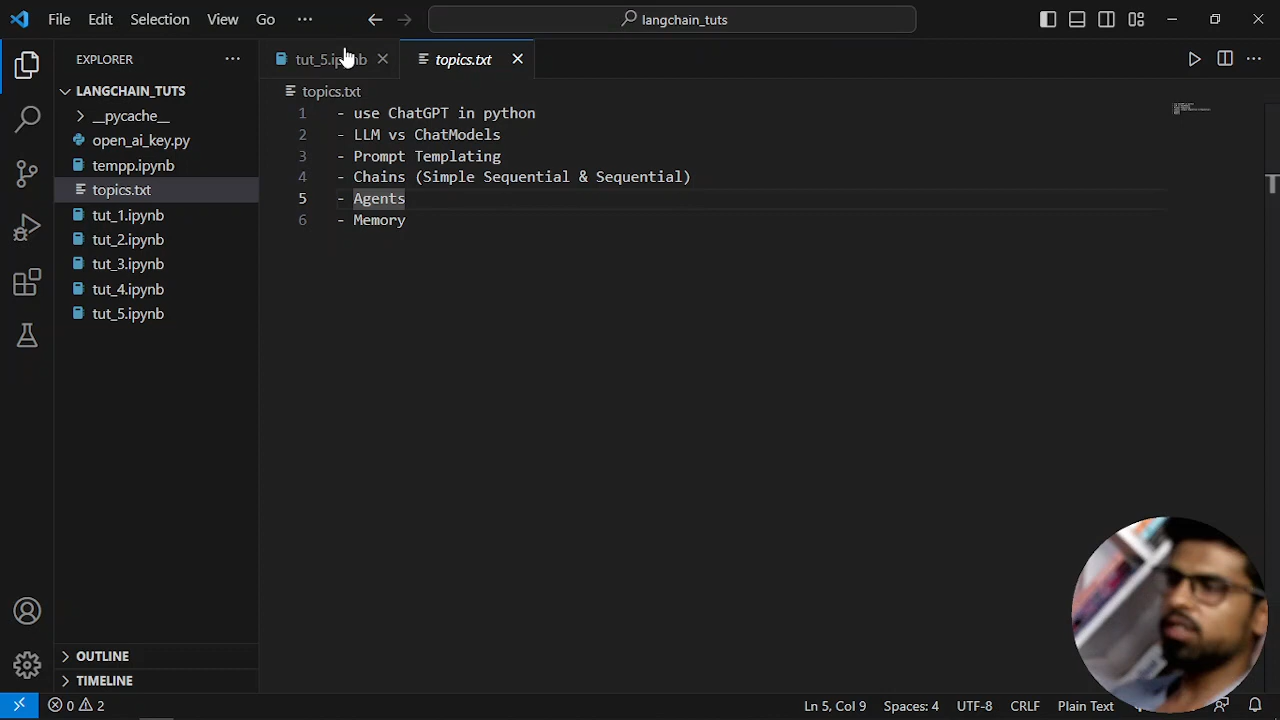 File Edit Selection View Go ··· langchain_tuts
EXPLORER ···
tut_5.ipynb
topics.txt
LANGCHAIN_TUTS
__pycache__
open_ai_key.py
tempp.ipynb
topics.txt
tut_1.ipynb
tut_2.ipynb
tut_3.ipynb
tut_4.ipynb
tut_5.ipynb
OUTLINE
TIMELINE
topics.txt
1 - use ChatGPT in python
2 - LLM vs ChatModels
3 - Prompt Templating
4 - Chains (Simple Sequential & Sequential)
5 - Agents
6 - Memory
0 2 Ln 5, Col 9 Spaces: 4 UTF-8 CRLF Plain Text